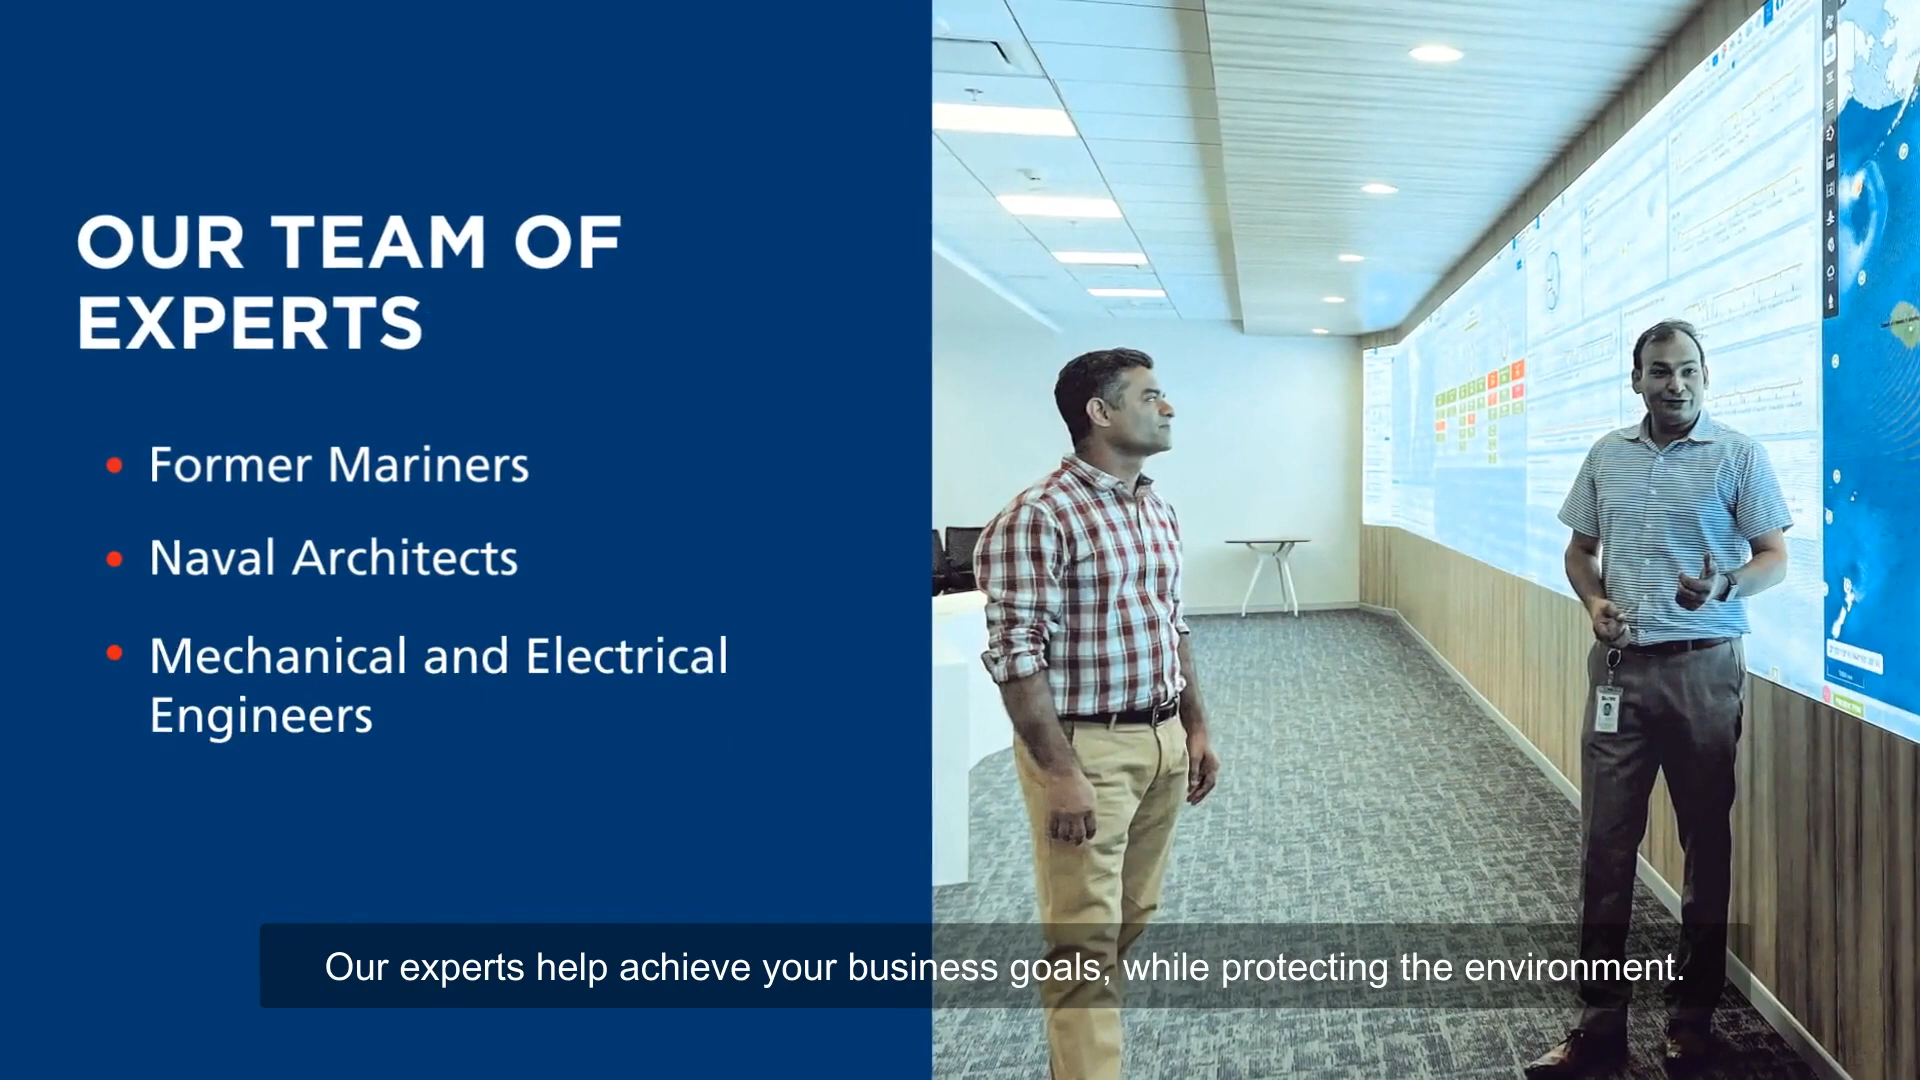 OUR TEAM OF
EXPERTS
Former Mariners
Naval Architects
Mechanical and Electrical
Engineers
Our experts help achieve your business goals, while protecting the environment.